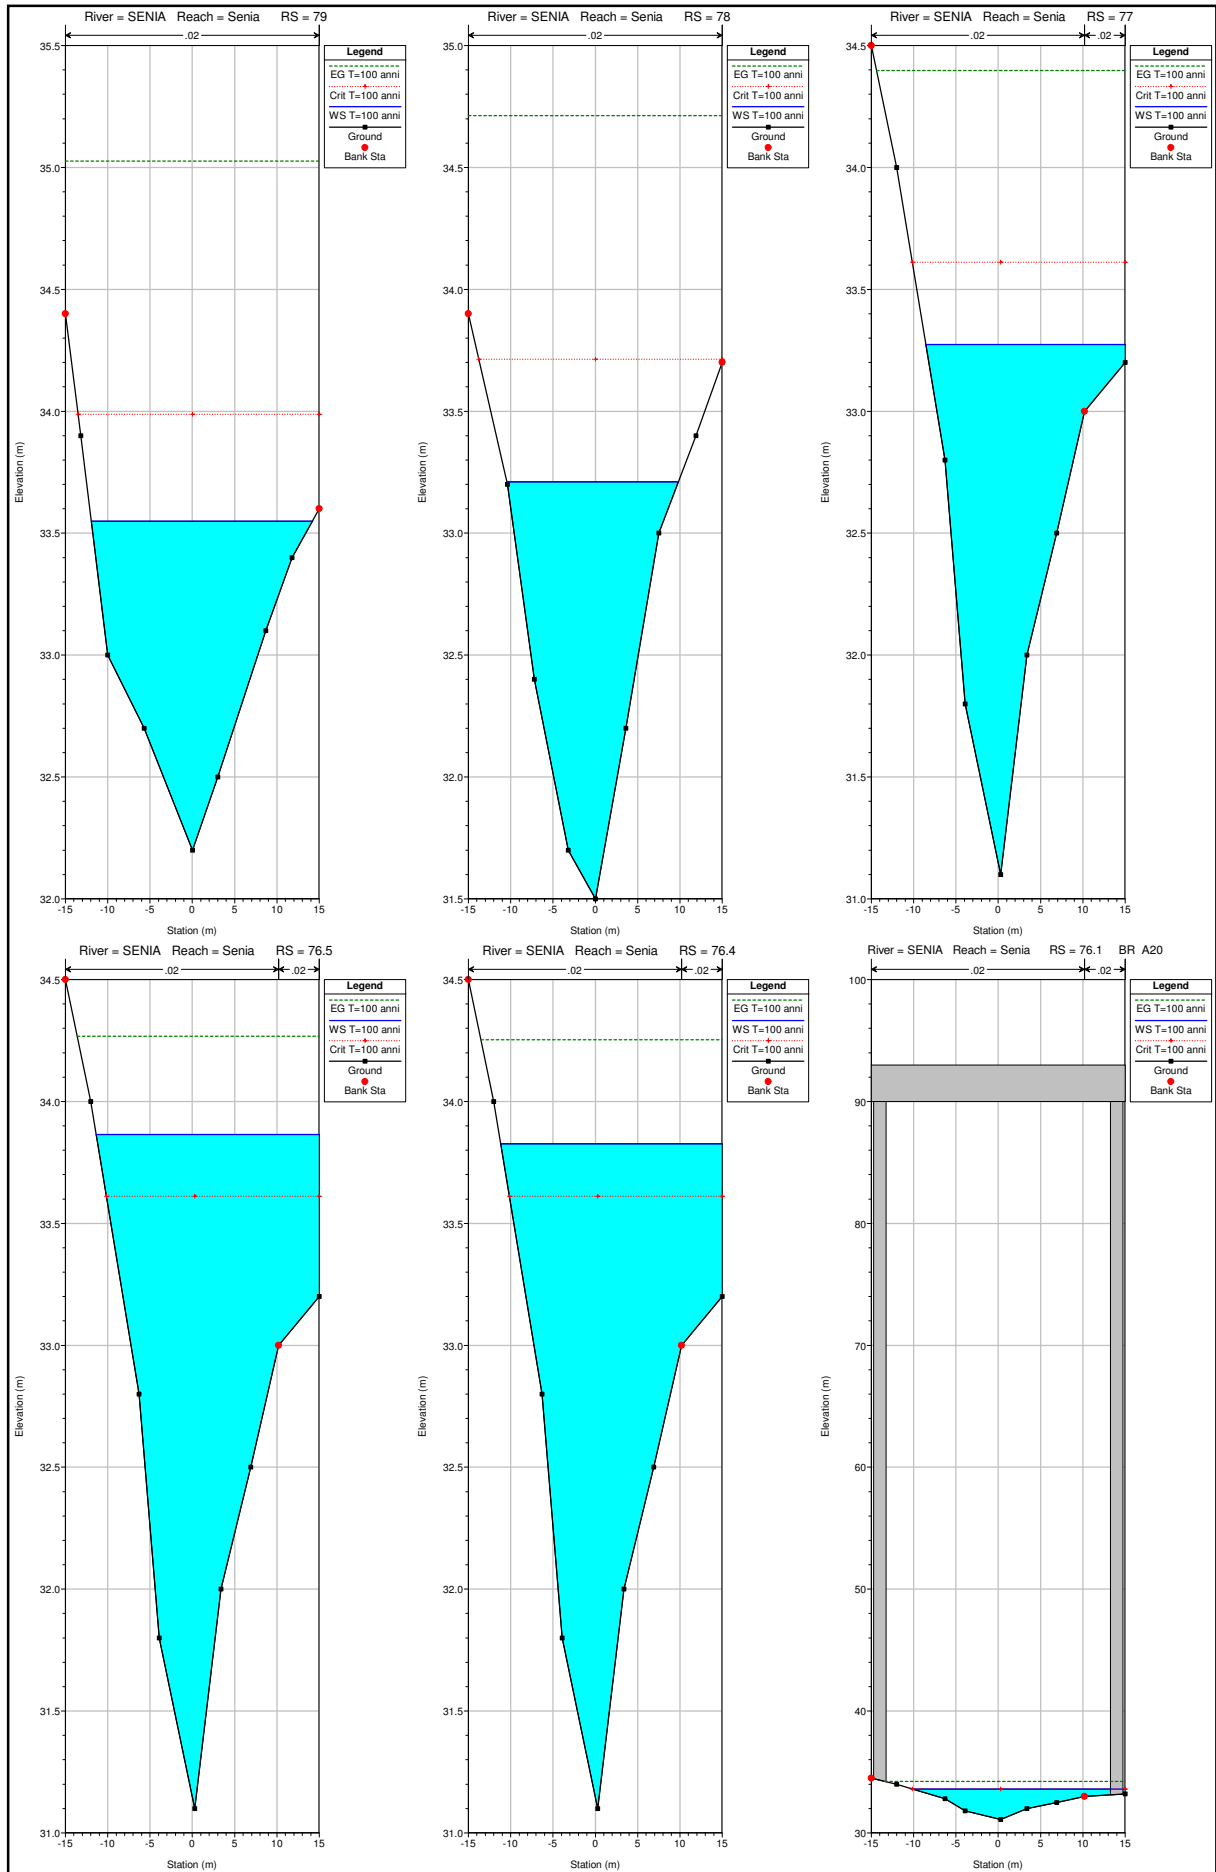 River = SENIA Reach = Senia RS = 79
.02
35.5
35.0
34.5
34.0
33.5
33.0
32.5
32.0
Elevation (m)
-15 -10 -5 0 5 10 15
Station (m)
Legend
EG T=100 anni
Crit T=100 anni
WS T=100 anni
Ground
Bank Sta
River = SENIA Reach = Senia RS = 78
.02
35.0
34.5
34.0
33.5
33.0
32.5
32.0
31.5
Elevation (m)
-15 -10 -5 0 5 10 15
Station (m)
Legend
EG T=100 anni
Crit T=100 anni
WS T=100 anni
Ground
Bank Sta
River = SENIA Reach = Senia RS = 77
.02 .02
34.5
34.0
33.5
33.0
32.5
32.0
31.5
31.0
Elevation (m)
-15 -10 -5 0 5 10 15
Station (m)
Legend
EG T=100 anni
Crit T=100 anni
WS T=100 anni
Ground
Bank Sta
River = SENIA Reach = Senia RS = 76.5
.02 .02
34.5
34.0
33.5
33.0
32.5
32.0
31.5
31.0
Elevation (m)
-15 -10 -5 0 5 10 15
Station (m)
Legend
EG T=100 anni
WS T=100 anni
Crit T=100 anni
Ground
Bank Sta
River = SENIA Reach = Senia RS = 76.4
.02 .02
34.5
34.0
33.5
33.0
32.5
32.0
31.5
31.0
Elevation (m)
-15 -10 -5 0 5 10 15
Station (m)
Legend
EG T=100 anni
WS T=100 anni
Crit T=100 anni
Ground
Bank Sta
River = SENIA Reach = Senia RS = 76.1 BR A20
.02 .02
100
90
80
70
60
50
40
30
Elevation (m)
-15 -10 -5 0 5 10 15
Station (m)
Legend
EG T=100 anni
WS T=100 anni
Crit T=100 anni
Ground
Bank Sta